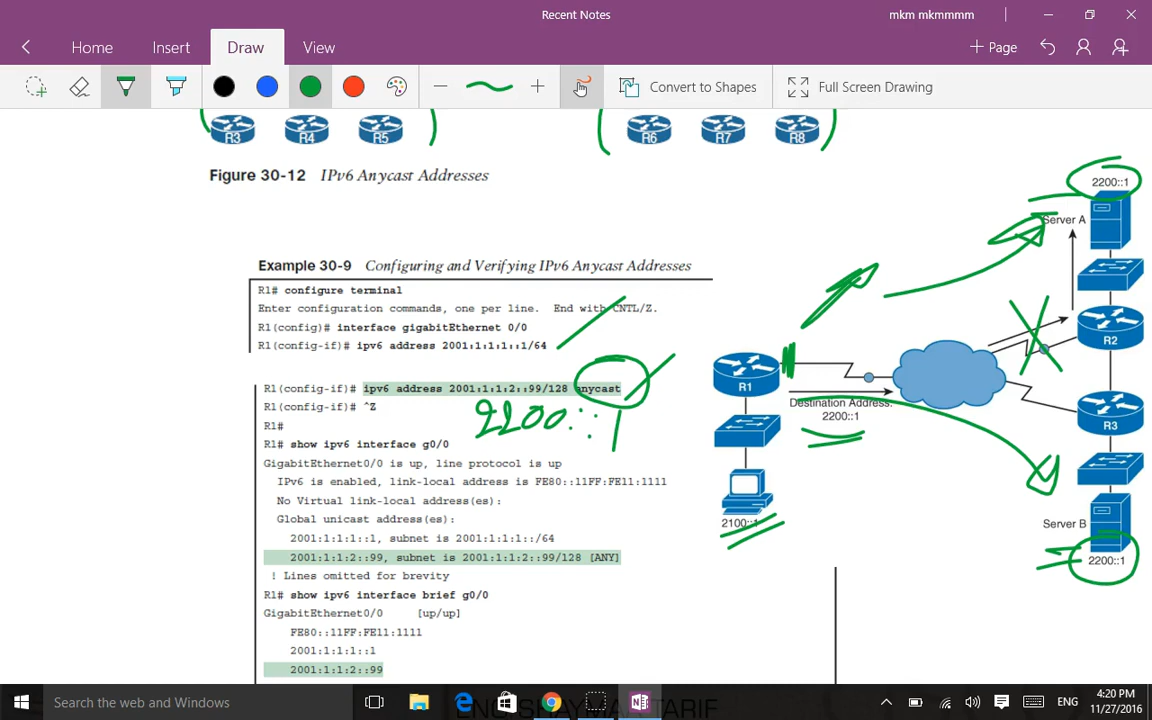 Recent Notes
mkm mkmmmm
Home
Insert
Draw
View
Page
Convert to Shapes
Full Screen Drawing
R3
R4
R5
R6
R7
R8
Figure 30-12 IPv6 Anycast Addresses
Example 30-9 Configuring and Verifying IPv6 Anycast Addresses
R1# configure terminal
Enter configuration commands, one per line. End with CNTL/Z.
R1(config)# interface gigabitEthernet 0/0
R1(config-if)# ipv6 address 2001:1:1:1::1/64
R1(config-if)# ipv6 address 2001:1:1:2::99/128 anycast
R1(config-if)# ^Z
2200::1
R1#
R1# show ipv6 interface g0/0
GigabitEthernet0/0 is up, line protocol is up
IPv6 is enabled, link-local address is FE80::11FF:FE11:1111
No Virtual link-local address(es):
Global unicast address(es):
2001:1:1:1::1, subnet is 2001:1:1:1::/64
2001:1:1:2::99, subnet is 2001:1:1:2::99/128 [ANY]
! Lines omitted for brevity
R1# show ipv6 interface brief g0/0
GigabitEthernet0/0 [up/up]
FE80::11FF:FE11:1111
2001:1:1:1::1
2001:1:1:2::99
2200::1
Server A
R2
R1
Destination Address:
2200::1
R3
2100::1
Server B
2200::1
Search the web and Windows
ENG
4:20 PM
11/27/2016